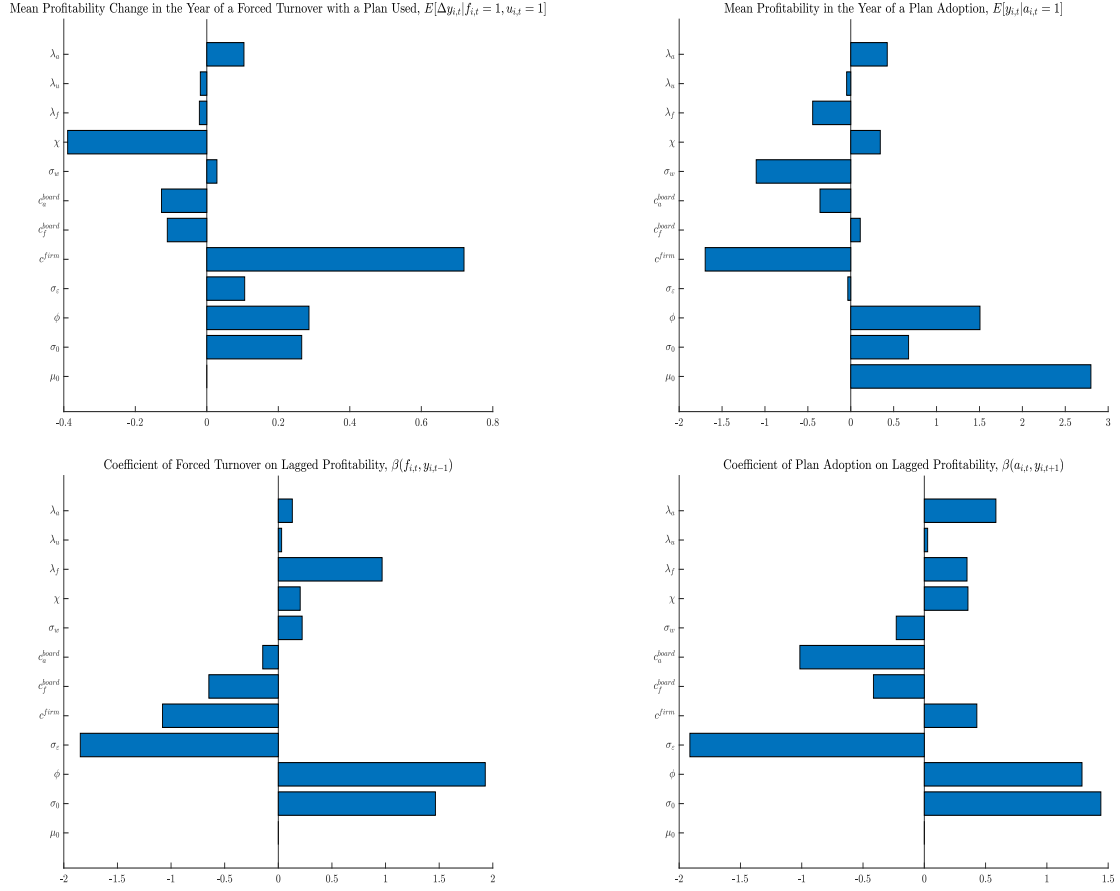 Mean Profitability Change in the Year of a Forced Turnover with a Plan Used, E[Δy_{i,t}|f_{i,t} = 1, u_{i,t} = 1]
λ_a
λ_u
λ_f
χ
σ_w
c_a^{board}
c_f^{board}
c^{firm}
σ_ε
ϕ
σ_0
μ_0
-0.4 -0.2 0 0.2 0.4 0.6 0.8
Mean Profitability in the Year of a Plan Adoption, E[y_{i,t}|a_{i,t} = 1]
λ_a
λ_u
λ_f
χ
σ_w
c_a^{board}
c_f^{board}
c^{firm}
σ_ε
ϕ
σ_0
μ_0
-2 -1.5 -1 -0.5 0 0.5 1 1.5 2 2.5 3
Coefficient of Forced Turnover on Lagged Profitability, β(f_{i,t}, y_{i,t−1})
λ_a
λ_u
λ_f
χ
σ_w
c_a^{board}
c_f^{board}
c^{firm}
σ_ε
ϕ
σ_0
μ_0
-2 -1.5 -1 -0.5 0 0.5 1 1.5 2
Coefficient of Plan Adoption on Lagged Profitability, β(a_{i,t}, y_{i,t+1})
λ_a
λ_u
λ_f
χ
σ_w
c_a^{board}
c_f^{board}
c^{firm}
σ_ε
ϕ
σ_0
μ_0
-2 -1.5 -1 -0.5 0 0.5 1 1.5